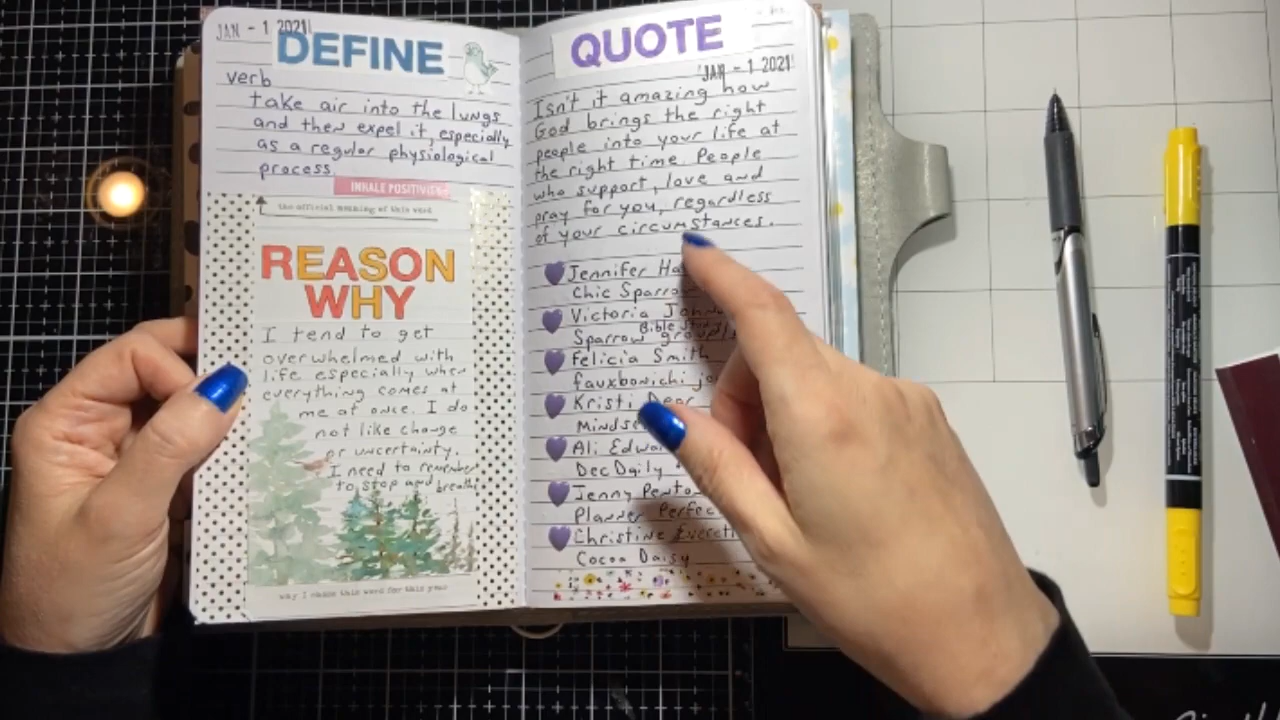 JAN - 1 2021
DEFINE
verb
take air into the lungs
and then expel it, especially
as a regular physiological
process.
INHALE POSITIVISM
the official meaning of this word
REASON
WHY
I tend to get
overwhelmed with
life especially when
everything comes at
me at once. I do
not like change
or uncertainty.
I need to remember
to stop and breathe
why I chose this word for this year
QUOTE
JAN - 1 2021
Isn't it amazing how
God brings the right
people into your life at
the right time. People
who support, love and
pray for you, regardless
of your circumstances.
Jennifer
Chic Sparrow
Victoria
Bible Study
Sparrow
Felicia Smith
fauxbonichi
Kristi Dear
Ali
DecDaily
Jenny
Planner Perfect
Christine Everett
Cocoa Daisy